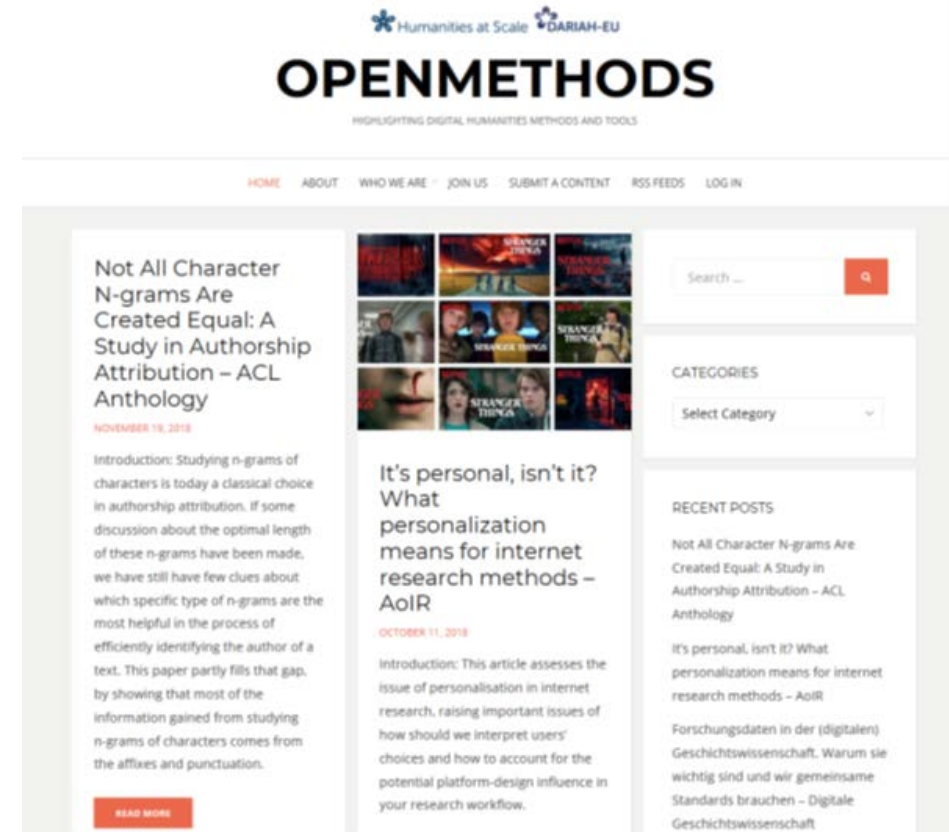 Humanities at Scale DARIAH-EU
OPENMETHODS
HIGHLIGHTING DIGITAL HUMANITIES METHODS AND TOOLS
HOME ABOUT WHO WE ARE JOIN US SUBMIT A CONTENT RSS FEEDS LOG IN
Not All Character
N-grams Are
Created Equal: A
Study in Authorship
Attribution – ACL
Anthology
NOVEMBER 19, 2018
Introduction: Studying n-grams of
characters is today a classical choice
in authorship attribution. If some
discussion about the optimal length
of these n-grams have been made,
we have still have few clues about
which specific type of n-grams are the
most helpful in the process of
efficiently identifying the author of a
text. This paper partly fills that gap,
by showing that most of the
information gained from studying
n-grams of characters comes from
the affixes and punctuation.
READ MORE
STRANGER
THINGS
STRANGER
THINGS
STRANGER THINGS
STRANGER
THINGS
STRANGER
THINGS
It's personal, isn't it?
What
personalization
means for internet
research methods –
AoIR
OCTOBER 11, 2018
Introduction: This article assesses the
issue of personalisation in internet
research, raising important issues of
how should we interpret users'
choices and how to account for the
potential platform-design influence in
your research workflow.
Search ...
CATEGORIES
Select Category
RECENT POSTS
Not All Character N-grams Are
Created Equal: A Study in
Authorship Attribution – ACL
Anthology
It's personal, isn't it? What
personalization means for internet
research methods – AoIR
Forschungsdaten in der (digitalen)
Geschichtswissenschaft. Warum sie
wichtig sind und wir gemeinsame
Standards brauchen – Digitale
Geschichtswissenschaft